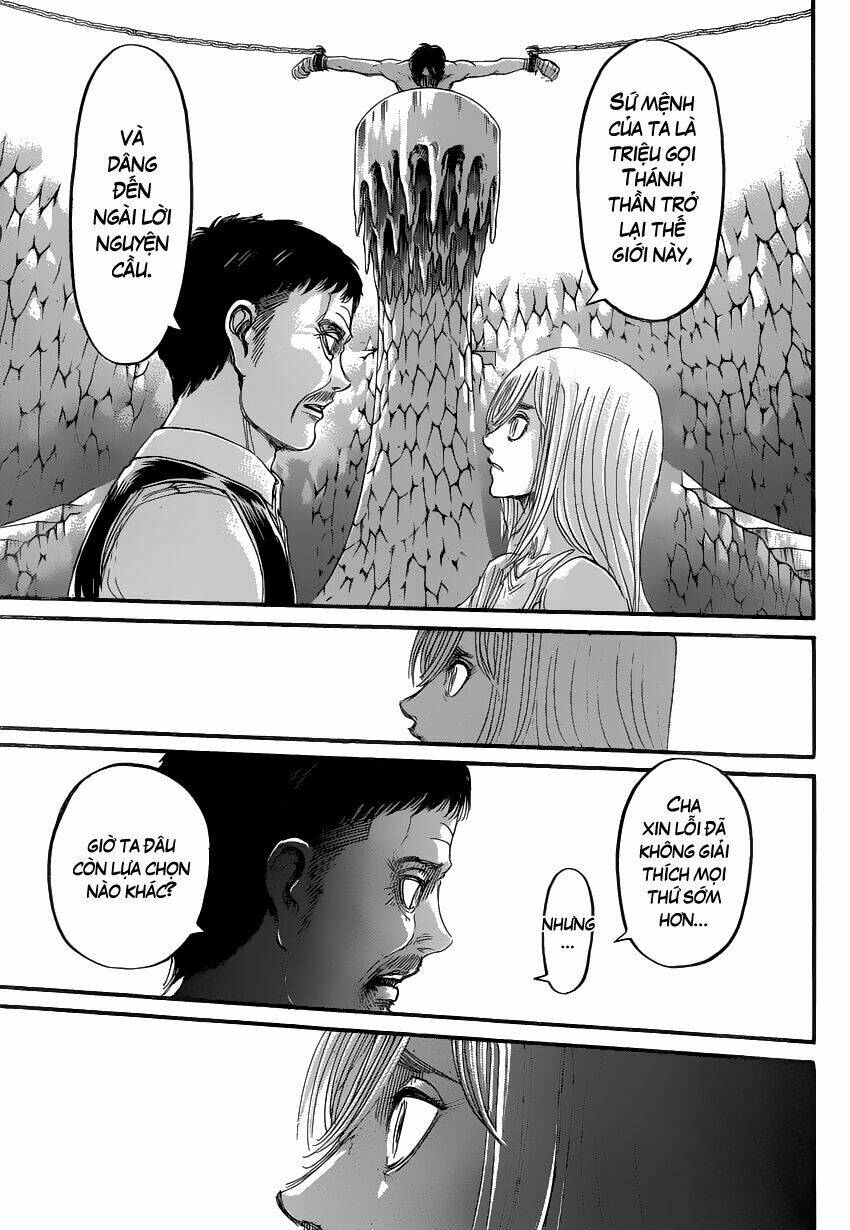 SỨ MỆNH
CỦA TA LÀ
TRIỆU GỌI
THÁNH
THẦN TRỞ
LẠI THẾ
GIỚI NÀY,
VÀ
DÂNG
ĐẾN
NGÀI LỜI
NGUYỆN
CẦU.
CHA
XIN LỖI ĐÃ
KHÔNG GIẢI
THÍCH MỌI
THỨ SỚM
HƠN...
NHƯNG
...
GIỜ TA ĐÂU
CÒN LỰA CHỌN
NÀO KHÁC?